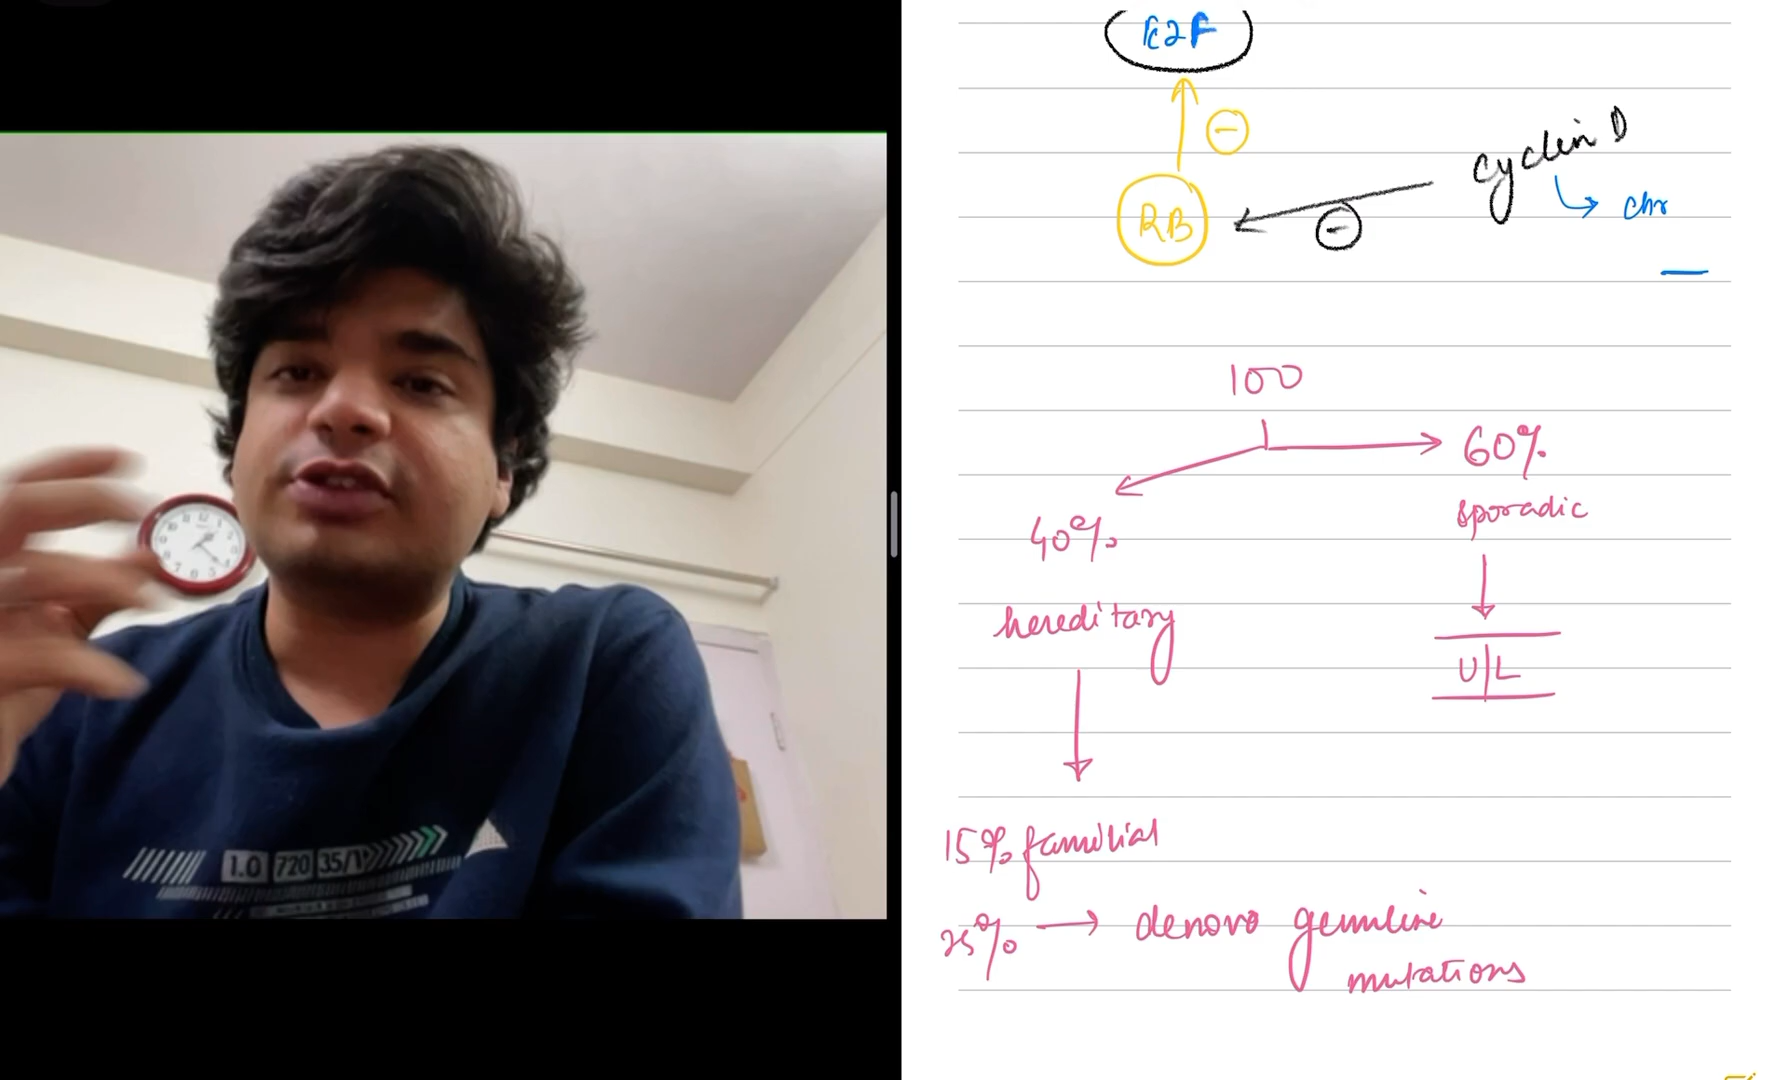 E2F
-
cyclin D
RB
-
chr
100
60%
sporadic
40%
hereditary
U/L
15% familial
25% → denovo germline
mutations
1.0 720 35/1
12